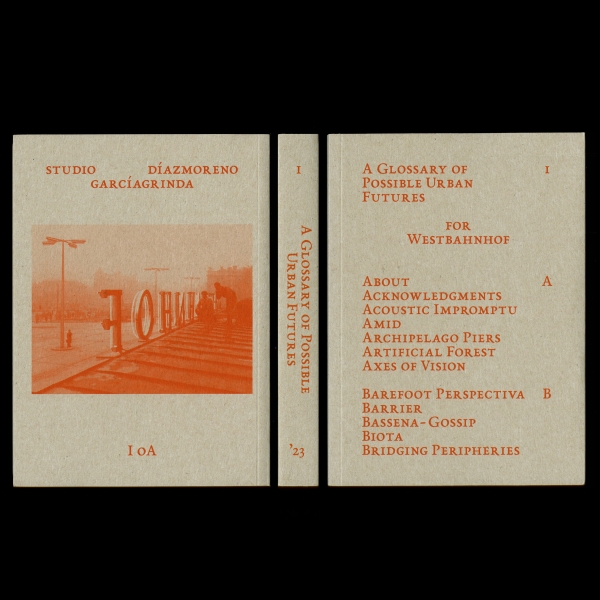 STUDIO DÍAZMORENO
GARCÍAGRINDA
FOHN
I OA
I
A GLOSSARY OF POSSIBLE
URBAN FUTURES
'23
A GLOSSARY OF I
POSSIBLE URBAN
FUTURES
FOR
WESTBAHNHOF
ABOUT A
ACKNOWLEDGMENTS
ACOUSTIC IMPROMPTU
AMID
ARCHIPELAGO PIERS
ARTIFICIAL FOREST
AXES OF VISION
BAREFOOT PERSPECTIVA B
BARRIER
BASSENA-GOSSIP
BIOTA
BRIDGING PERIPHERIES